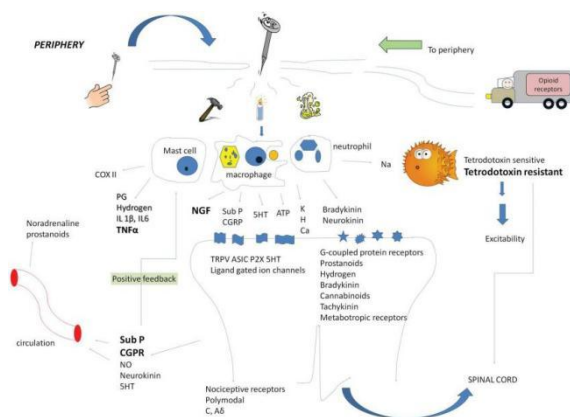 PERIPHERY
To periphery
Opioid
receptors
Mast cell
macrophage
neutrophil
COX II
Na
Tetrodotoxin sensitive
Tetrodotoxin resistant
PG
Hydrogen
IL 1β, IL6
TNFα
NGF
Sub P
CGRP
5HT
ATP
K
H
Ca
Bradykinin
Neurokinin
Excitability
Noradrenaline
prostanoids
TRPV ASIC P2X 5HT
Ligand gated ion channels
G-coupled protein receptors
Prostanoids
Hydrogen
Bradykinin
Cannabinoids
Tachykinin
Metabotropic receptors
Positive feedback
circulation
Sub P
CGPR
NO
Neurokinin
5HT
Nociceptive receptors
Polymodal
C, Aδ
SPINAL CORD